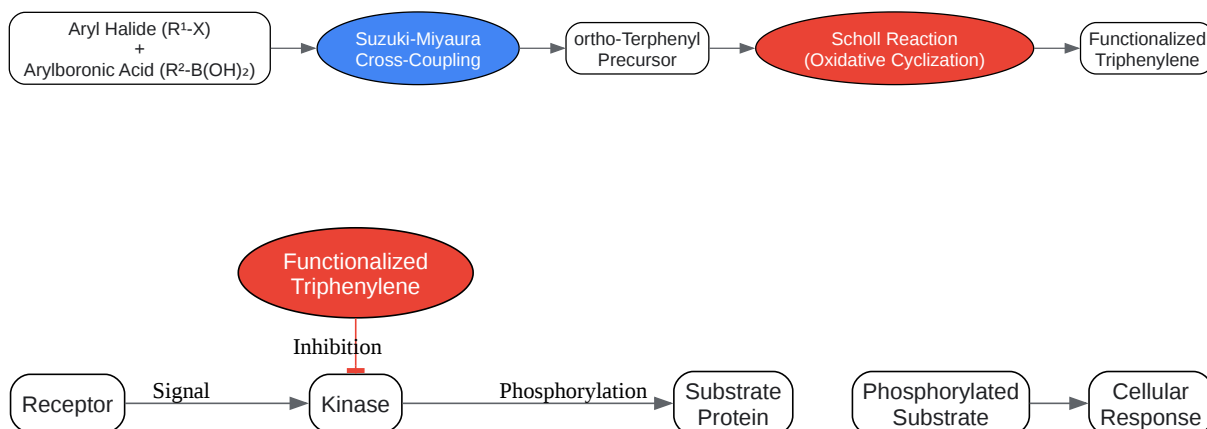 Aryl Halide (R¹-X)
+
Arylboronic Acid (R²-B(OH)₂)
Suzuki-Miyaura
Cross-Coupling
ortho-Terphenyl
Precursor
Scholl Reaction
(Oxidative Cyclization)
Functionalized
Triphenylene
Functionalized
Triphenylene
Inhibition
Receptor
Signal
Kinase
Phosphorylation
Substrate
Protein
Phosphorylated
Substrate
Cellular
Response